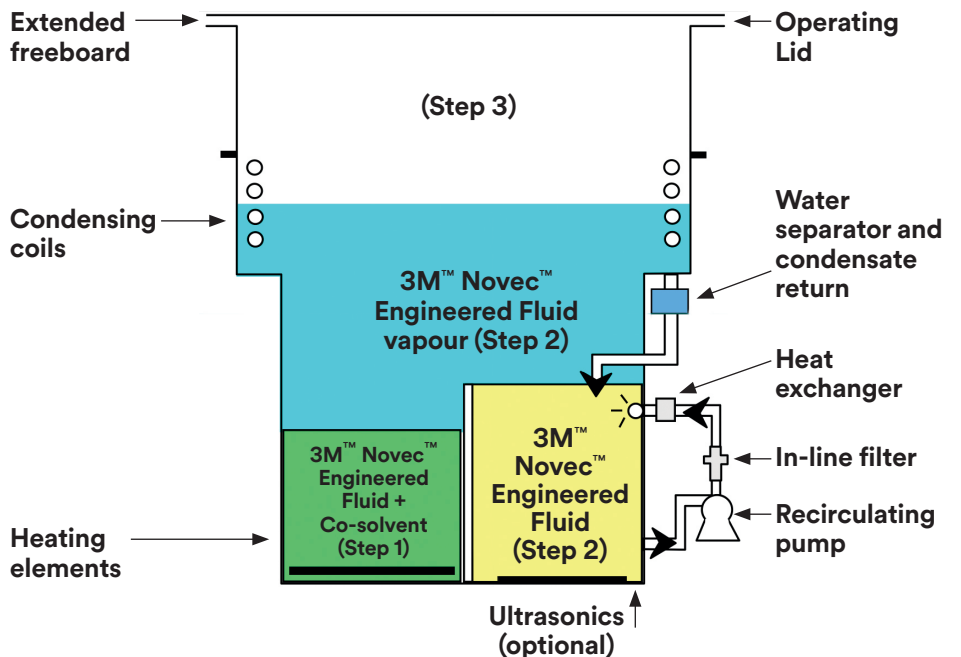 Extended
freeboard
Operating
Lid
(Step 3)
Condensing
coils
Water
separator and
condensate
return
3M™ Novec™
Engineered Fluid
vapour (Step 2)
Heat
exchanger
3M™ Novec™
Engineered
Fluid +
Co-solvent
(Step 1)
3M™
Novec™
Engineered
Fluid
(Step 2)
In-line filter
Recirculating
pump
Heating
elements
Ultrasonics
(optional)